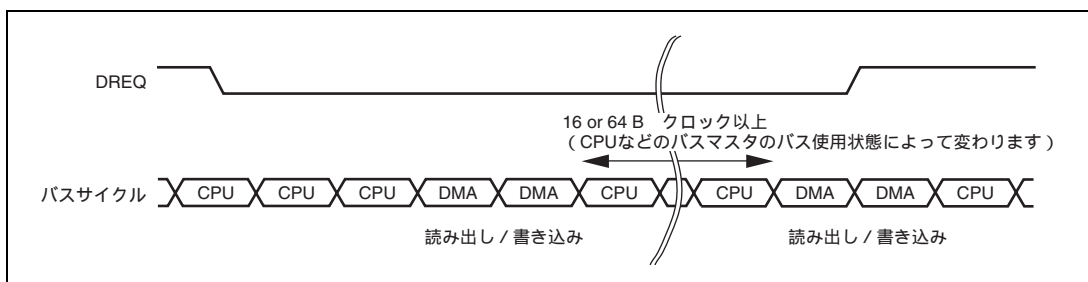 DREQ
16 or 64 B クロック以上
(CPUなどのバスマスタのバス使用状態によって変わります)
バスサイクル CPU CPU CPU DMA DMA CPU CPU DMA DMA CPU
読み出し / 書き込み 読み出し / 書き込み